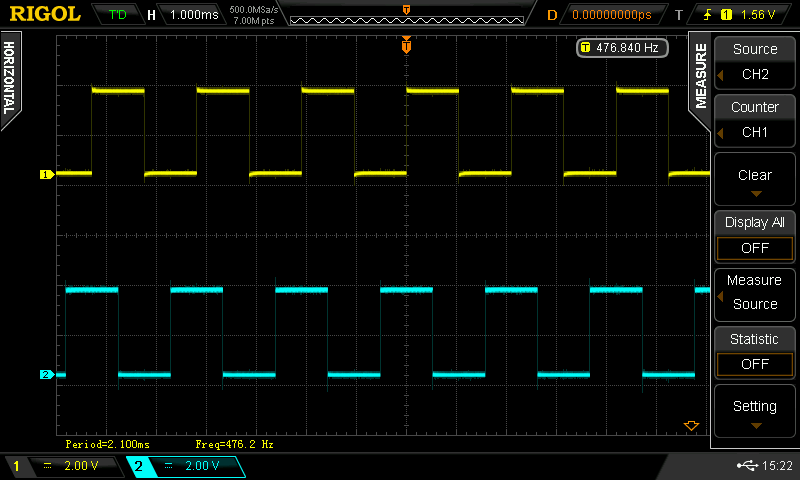 RIGOL T'D H 1.000ms 500.0MSa/s 7.00M pts T D 0.00000000ps T 1 1.56 V
HORIZONTAL
T
T 476.840 Hz
MEASURE
Source
CH2
Counter
CH1
Clear
Display All
OFF
Measure
Source
Statistic
OFF
Setting
1
2
Period=2.100ms Freq=476.2 Hz
1 2.00 V 2 2.00 V 15:22